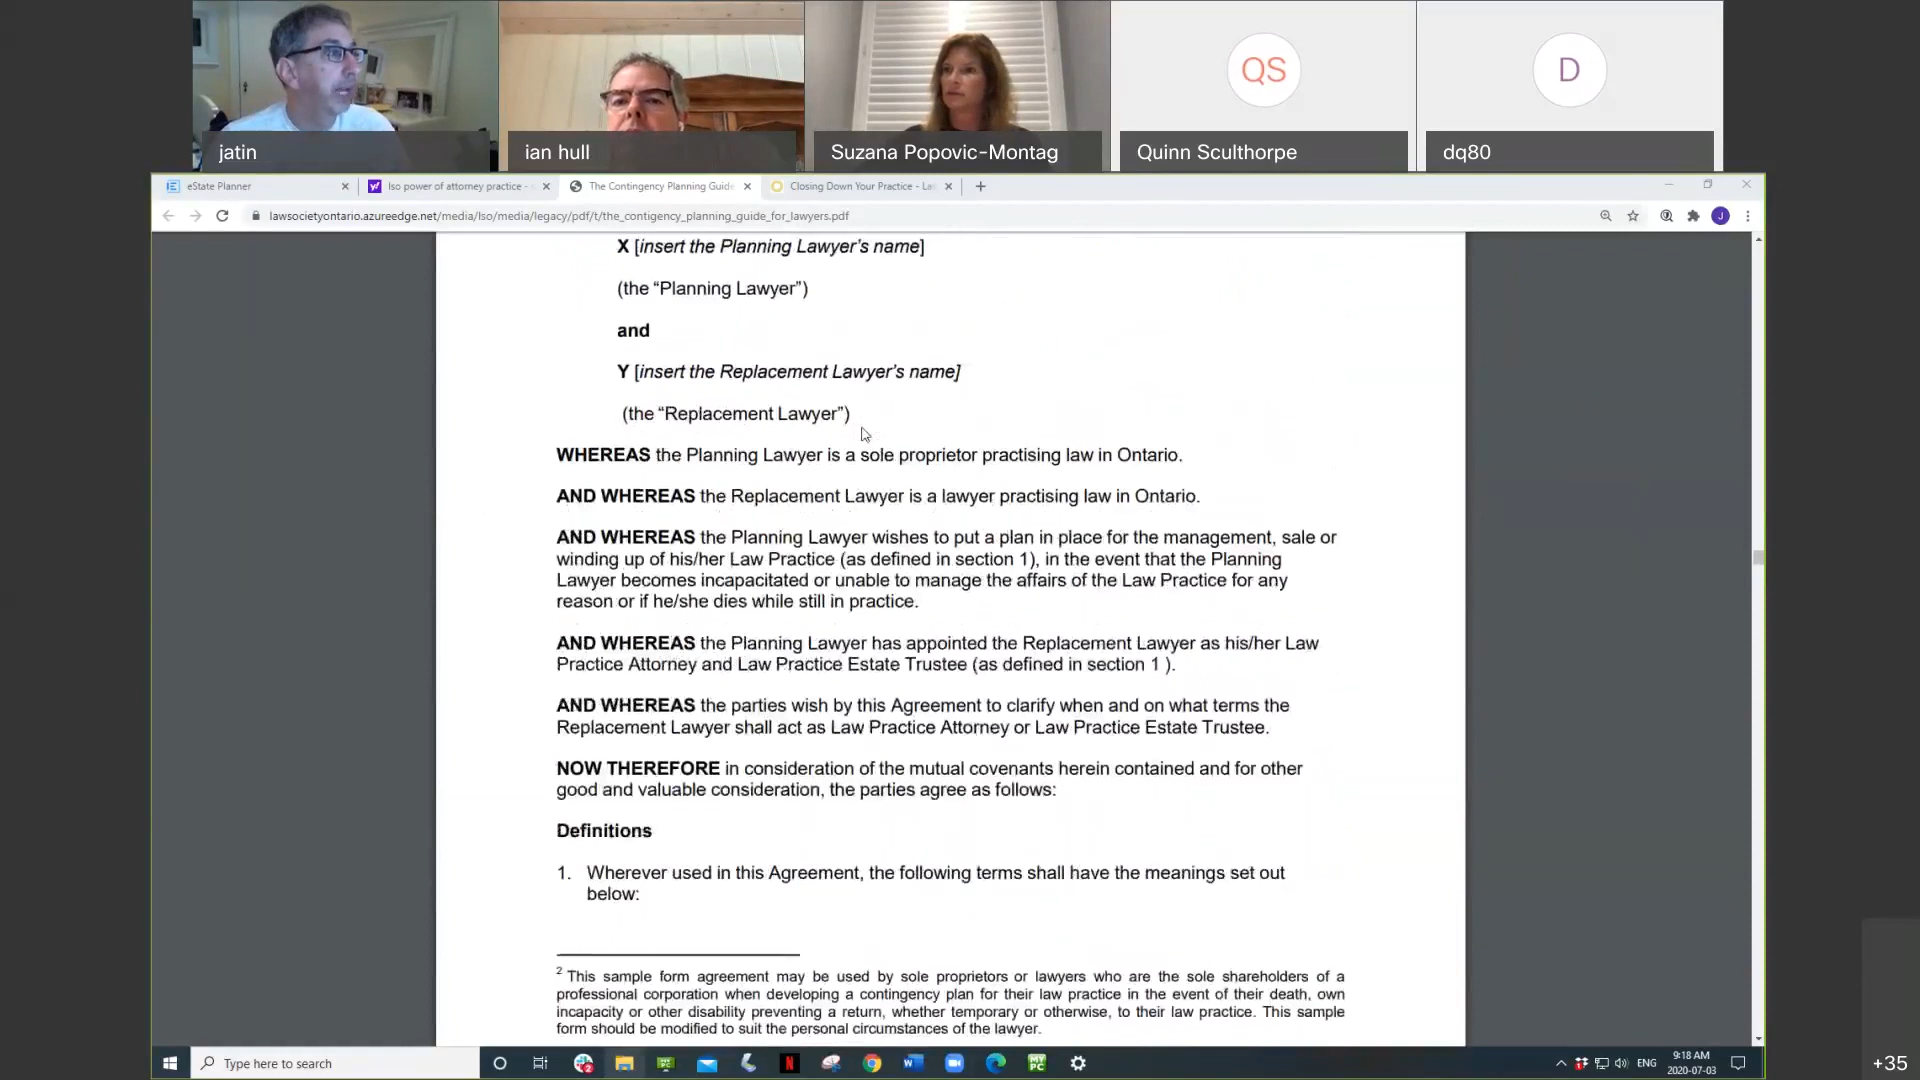 QS
D
jatin
ian hull
Suzana Popovic-Montag
Quinn Sculthorpe
dq80
eState Planner
lso power of attorney practice -
The Contingency Planning Guide
Closing Down Your Practice - La
lawsocietyontario.azureedge.net/media/lso/media/legacy/pdf/t/the_contigency_planning_guide_for_lawyers.pdf
J
X [insert the Planning Lawyer's name]
(the “Planning Lawyer”)
and
Y [insert the Replacement Lawyer's name]
(the “Replacement Lawyer”)
WHEREAS the Planning Lawyer is a sole proprietor practising law in Ontario.
AND WHEREAS the Replacement Lawyer is a lawyer practising law in Ontario.
AND WHEREAS the Planning Lawyer wishes to put a plan in place for the management, sale or
winding up of his/her Law Practice (as defined in section 1), in the event that the Planning
Lawyer becomes incapacitated or unable to manage the affairs of the Law Practice for any
reason or if he/she dies while still in practice.
AND WHEREAS the Planning Lawyer has appointed the Replacement Lawyer as his/her Law
Practice Attorney and Law Practice Estate Trustee (as defined in section 1 ).
AND WHEREAS the parties wish by this Agreement to clarify when and on what terms the
Replacement Lawyer shall act as Law Practice Attorney or Law Practice Estate Trustee.
NOW THEREFORE in consideration of the mutual covenants herein contained and for other
good and valuable consideration, the parties agree as follows:
Definitions
1. Wherever used in this Agreement, the following terms shall have the meanings set out
below:
2 This sample form agreement may be used by sole proprietors or lawyers who are the sole shareholders of a
professional corporation when developing a contingency plan for their law practice in the event of their death, own
incapacity or other disability preventing a return, whether temporary or otherwise, to their law practice. This sample
form should be modified to suit the personal circumstances of the lawyer.
Type here to search
ENG
9:18 AM
2020-07-03
+35